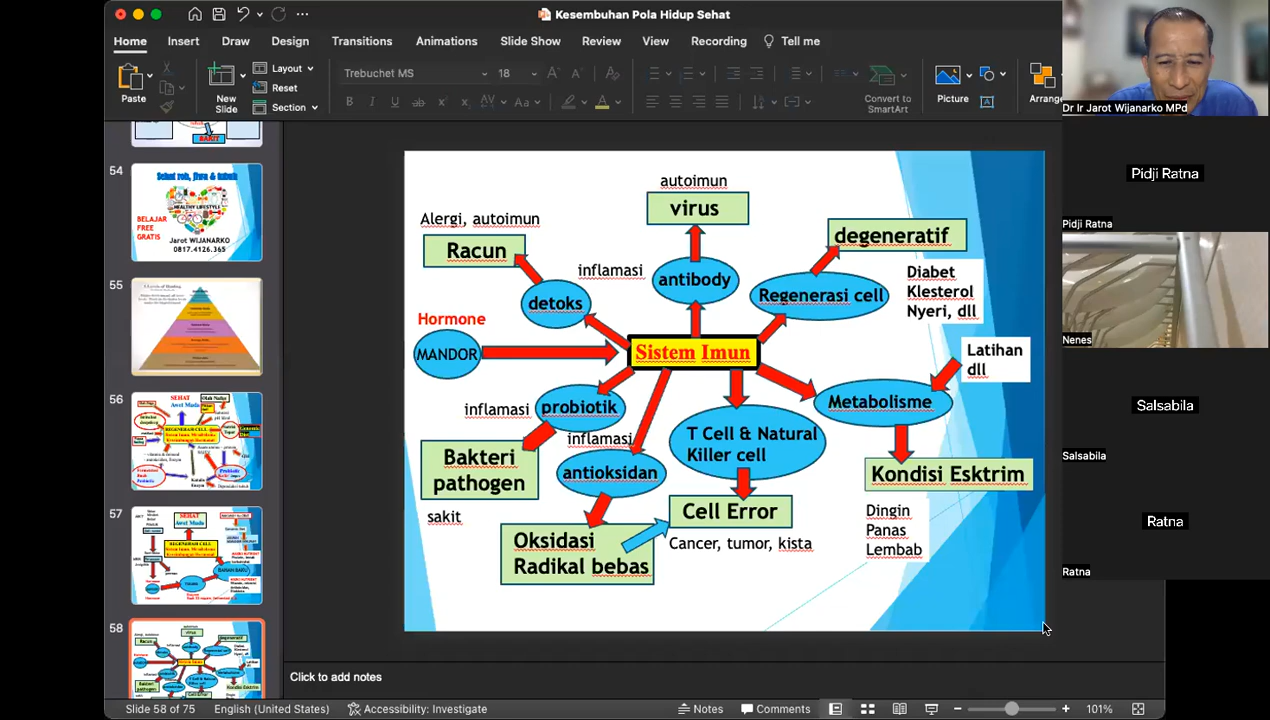 Kesembuhan Pola Hidup Sehat
Home Insert Draw Design Transitions Animations Slide Show Review View Recording Tell me
Paste
New
Slide
Layout
Reset
Section
Trebuchet MS
18
Convert to
SmartArt
Picture
Arrange
54
Sehat roh, jiwa & tubuh
HEALTHY LIFESTYLE
BELAJAR
FREE
GRATIS
Jarot WIJANARKO
0817.4126.365
55
56
SEHAT
Awet Muda
57
SEHAT
Awet Muda
58
autoimun
virus
Alergi, autoimun
Racun
inflamasi
antibody
degeneratif
detoks
Regenerasi cell
Diabet
Klesterol
Nyeri, dll
Hormone
MANDOR
Sistem Imun
Latihan
dll
inflamasi
probiotik
Metabolisme
inflamasi
T Cell & Natural
Killer cell
Bakteri
pathogen
antioksidan
Kondisi Esktrim
sakit
Cell Error
Oksidasi
Radikal bebas
Cancer, tumor, kista
Dingin
Panas
Lembab
Click to add notes
Slide 58 of 75
English (United States)
Accessibility: Investigate
Notes
Comments
101%
Dr Ir Jarot Wijanarko MPd
Pidji Ratna
Pidji Ratna
Nenes
Salsabila
Salsabila
Ratna
Ratna